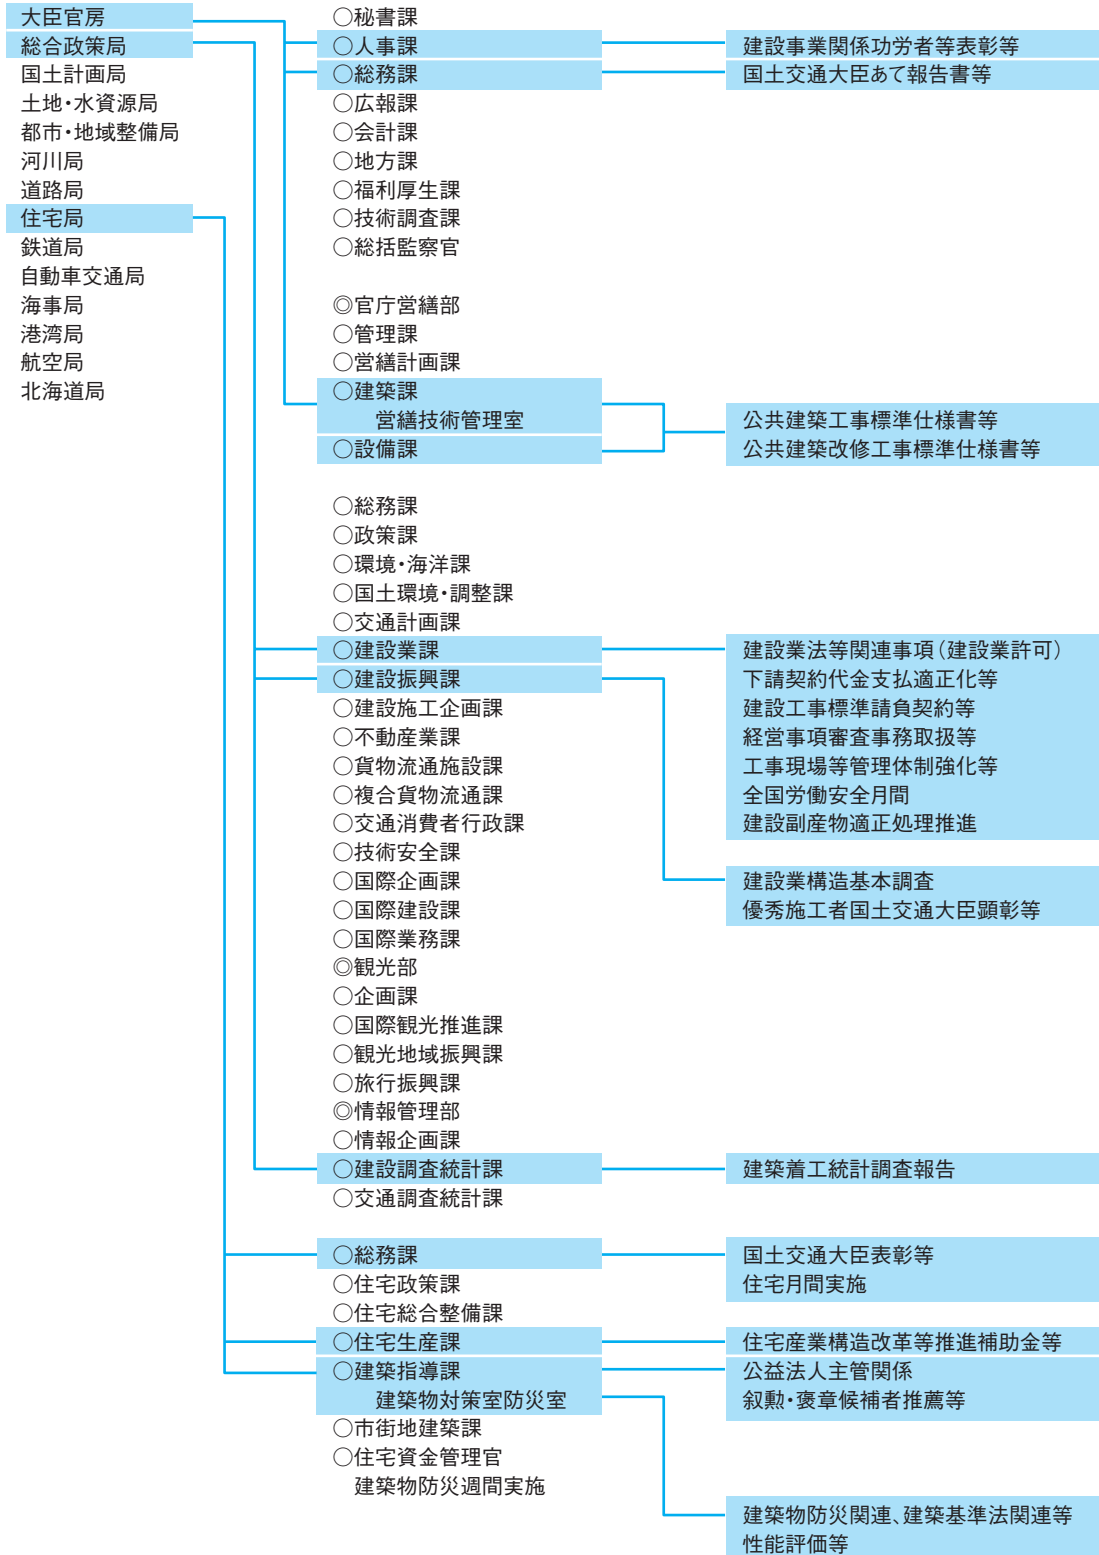 大臣官房
総合政策局
国土計画局
土地・水資源局
都市・地域整備局
河川局
道路局
住宅局
鉄道局
自動車交通局
海事局
港湾局
航空局
北海道局
○秘書課
○人事課
○総務課
○広報課
○会計課
○地方課
○福利厚生課
○技術調査課
○総括監察官
◎官庁営繕部
○管理課
○営繕計画課
○建築課
営繕技術管理室
○設備課
○総務課
○政策課
○環境・海洋課
○国土環境・調整課
○交通計画課
○建設業課
○建設振興課
○建設施工企画課
○不動産業課
○貨物流通施設課
○複合貨物流通課
○交通消費者行政課
○技術安全課
○国際企画課
○国際建設課
○国際業務課
◎観光部
○企画課
○国際観光推進課
○観光地域振興課
○旅行振興課
◎情報管理部
○情報企画課
○建設調査統計課
○交通調査統計課
○総務課
○住宅政策課
○住宅総合整備課
○住宅生産課
○建築指導課
建築物対策室防災室
○市街地建築課
○住宅資金管理官
建築物防災週間実施
建設事業関係功労者等表彰等
国土交通大臣あて報告書等
公共建築工事標準仕様書等
公共建築改修工事標準仕様書等
建設業法等関連事項（建設業許可）
下請契約代金支払適正化等
建設工事標準請負契約等
経営事項審査事務取扱等
工事現場等管理体制強化等
全国労働安全月間
建設副産物適正処理推進
建設業構造基本調査
優秀施工者国土交通大臣顕彰等
建築着工統計調査報告
国土交通大臣表彰等
住宅月間実施
住宅産業構造改革等推進補助金等
公益法人主管関係
叙勲・褒章候補者推薦等
建築物防災関連、建築基準法関連等
性能評価等